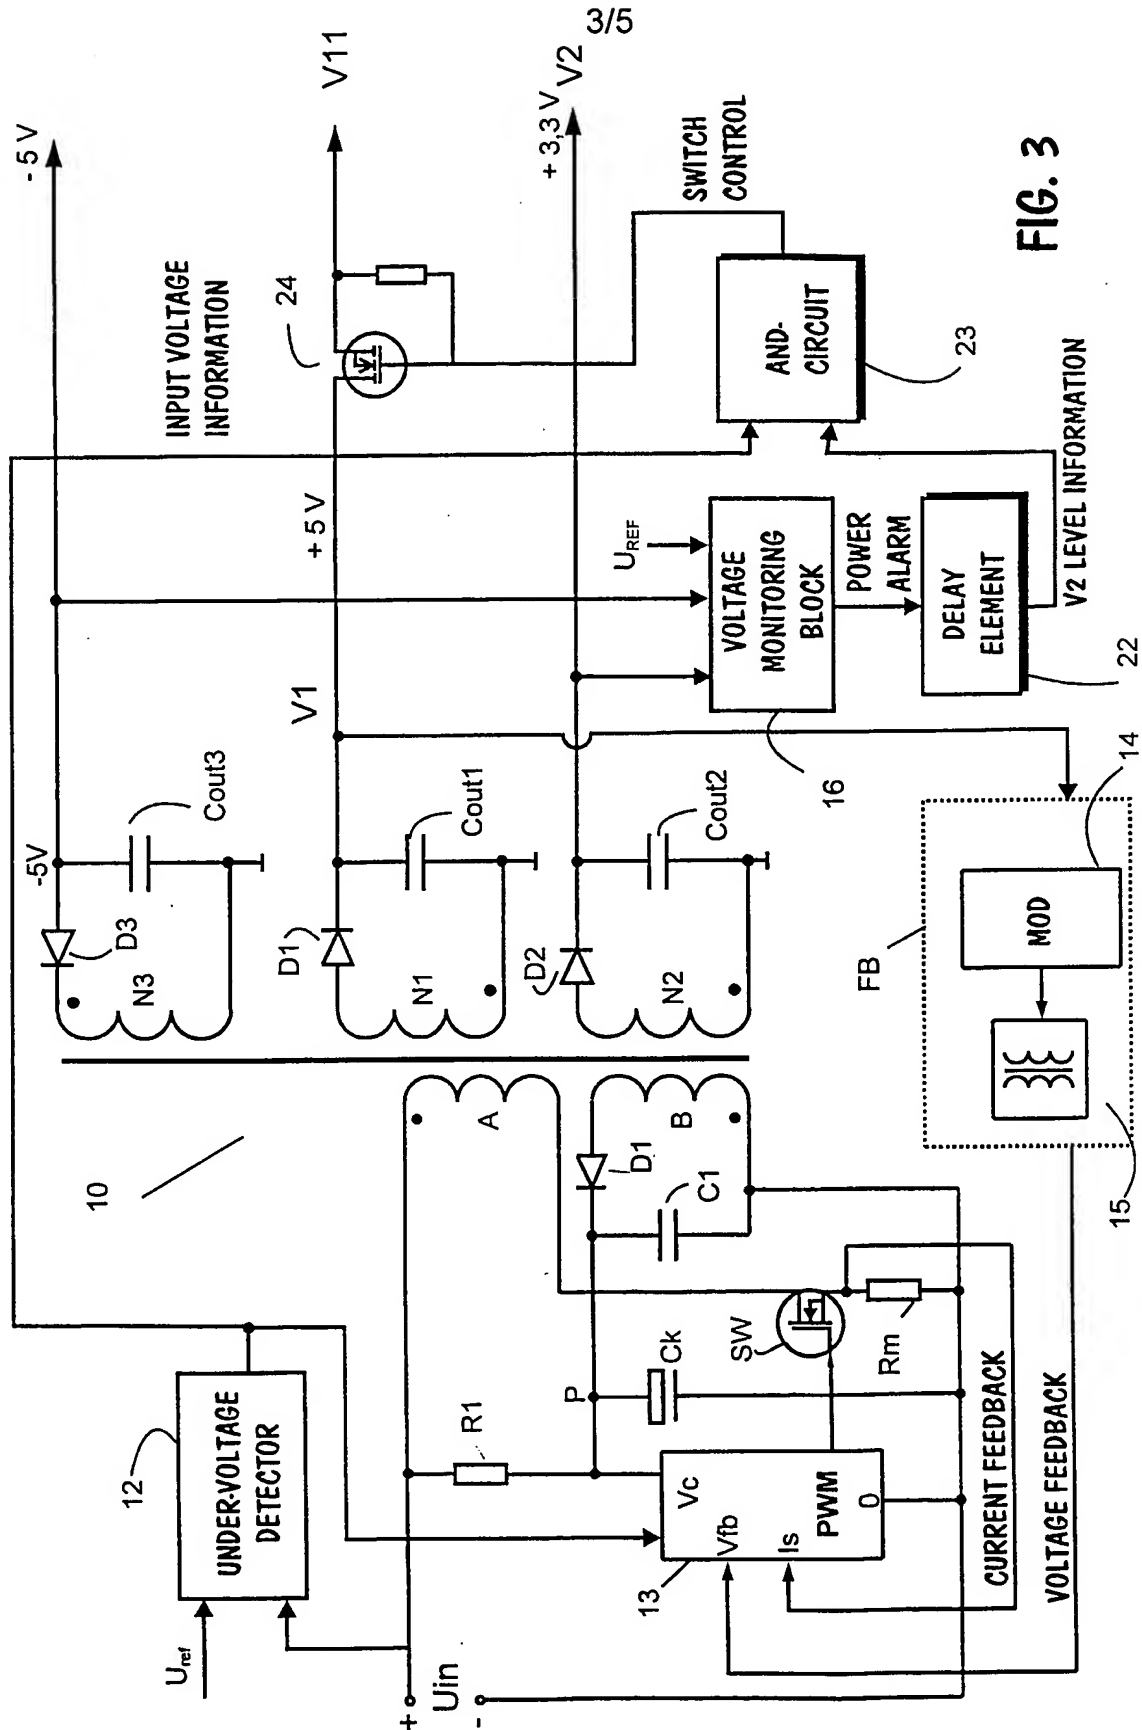 3/5
- 5 V
V11
+ 3,3 V
V2
INPUT VOLTAGE
INFORMATION
24
SWITCH
CONTROL
AND-
CIRCUIT
23
+ 5 V
UREF
VOLTAGE
MONITORING
BLOCK
16
POWER
ALARM
DELAY
ELEMENT
22
V2 LEVEL INFORMATION
V1
-5V
Cout3
Cout1
Cout2
D3
D1
D2
N3
N1
N2
FB
MOD
14
15
10
A
B
D1
C1
12
UNDER-VOLTAGE
DETECTOR
Uref
R1
P
Ck
SW
Rm
Vc
Vfb
Is
PWM
0
13
CURRENT FEEDBACK
VOLTAGE FEEDBACK
+
Uin
-
FIG. 3